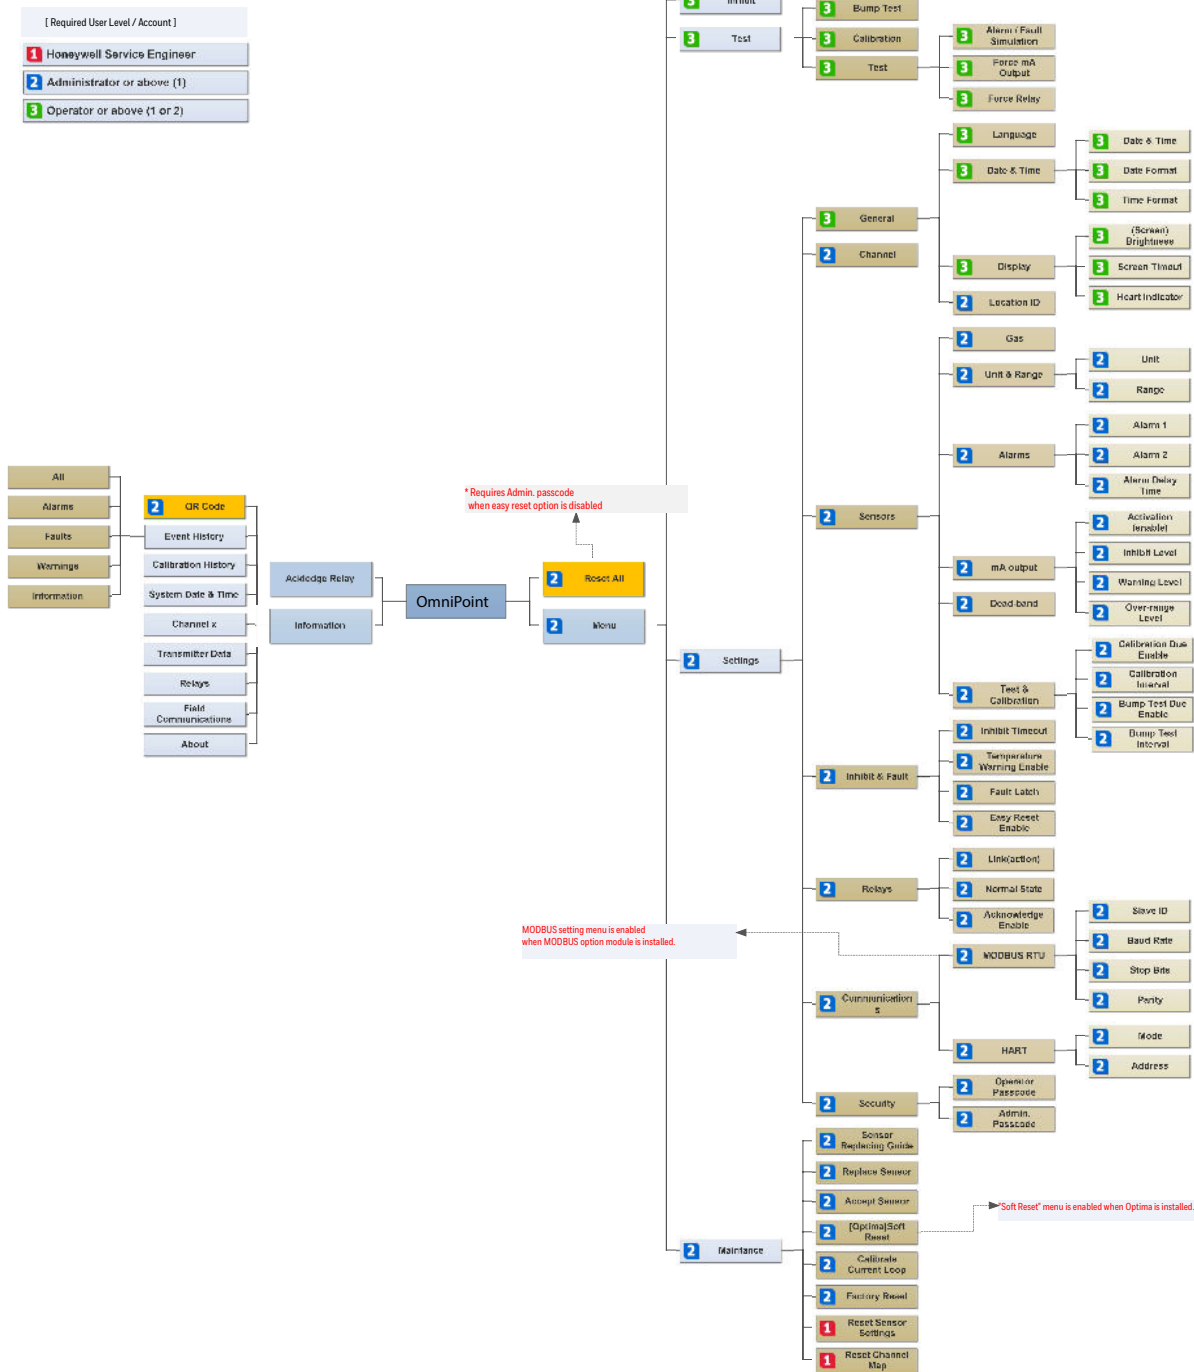 [ Required User Level / Account ]
1 Honeywell Service Engineer
2 Administrator or above (1)
3 Operator or above (1 or 2)
All
Alarms
Faults
Warnings
Information
2 QR Code
Event History
Calibration History
System Date & Time
Channel x
Transmitter Data
Relays
Field
Communications
About
Ackledge Relay
Information
OmniPoint
* Requires Admin. passcode
when easy reset option is disabled
2 Reset All
2 Menu
3 Inhibit
3 Test
3 Bump Test
3 Calibration
3 Test
3 Alarm / Fault
Simulation
3 Force mA
Output
3 Force Relay
2 Settings
3 General
3 Language
3 Date & Time
3 Date & Time
3 Date Format
3 Time Format
3 Display
3 (Screen)
Brightness
3 Screen Timout
3 Heart Indicator
2 Location ID
2 Channel
2 Sensors
2 Gas
2 Unit & Range
2 Unit
2 Range
2 Alarms
2 Alarm 1
2 Alarm 2
2 Alarm Delay
Time
2 mA output
2 Activation
(enable)
2 Inhibit Level
2 Warning Level
2 Over-range
Level
2 Dead-band
2 Test &
Calibration
2 Calibration Due
Enable
2 Calibration
Interval
2 Bump Test Due
Enable
2 Bump Test
Interval
2 Inhibit & Fault
2 Inhibit Timeout
2 Temperature
Warning Enable
2 Fault Latch
2 Easy Reset
Enable
2 Relays
2 Link(action)
2 Normal State
2 Acknowledge
Enable
MODBUS setting menu is enabled
when MODBUS option module is installed.
2 Communication
s
2 MODBUS RTU
2 Slave ID
2 Baud Rate
2 Stop Bits
2 Parity
2 HART
2 Mode
2 Address
2 Security
2 Operator
Passcode
2 Admin.
Passcode
2 Maintance
2 Sensor
Replacing Guide
2 Replace Sensor
2 Accept Sensor
2 [Optima]Soft
Reset
"Soft Reset" menu is enabled when Optima is installed.
2 Calibrate
Current Loop
2 Factory Reset
1 Reset Sensor
Settings
1 Reset Channel
Map